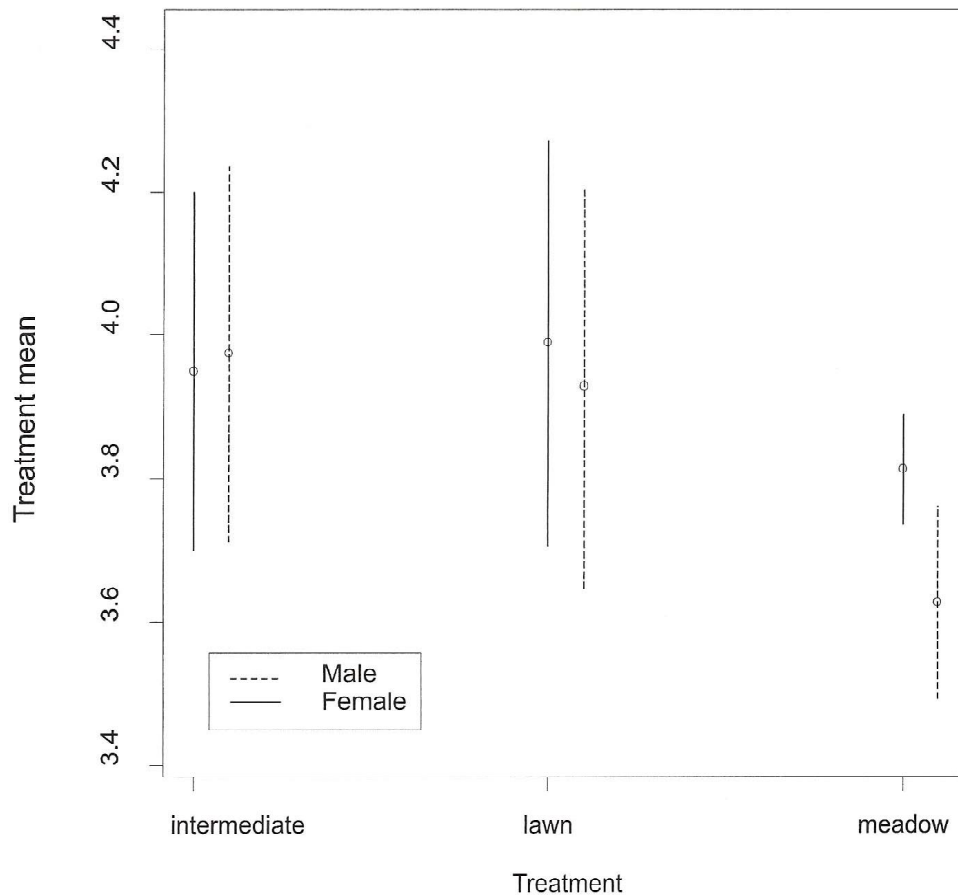 4.4
4.2
4.0
3.8
3.6
3.4
Treatment mean
Male
Female
intermediate
lawn
meadow
Treatment